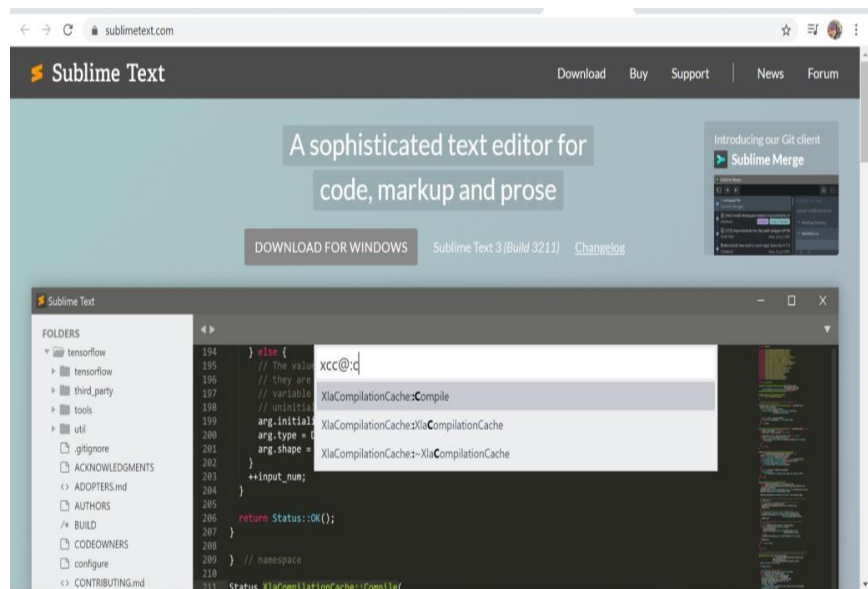 sublimetext.com
Sublime Text
Download Buy Support News Forum
A sophisticated text editor for
code, markup and prose
Introducing our Git client
Sublime Merge
DOWNLOAD FOR WINDOWS Sublime Text 3 (Build 3211) Changelog
Sublime Text
FOLDERS
tensorflow
tensorflow
third_party
tools
util
.gitignore
ACKNOWLEDGMENTS
<> ADOPTERS.md
AUTHORS
/* BUILD
CODEOWNERS
configure
<> CONTRIBUTING.md
xcc@:c
XlaCompilationCache::Compile
XlaCompilationCache::XlaCompilationCache
XlaCompilationCache::~XlaCompilationCache
194 } else {
195 // The valu
196 // they are
197 // variable
198 // uninitia
199 arg.initiali
200 arg.type = D
201 arg.shape =
202 }
203 ++input_num;
204 }
205
206 return Status::OK();
207 }
208
209 } // namespace
210
211 Status XlaCompilationCache::Compile(